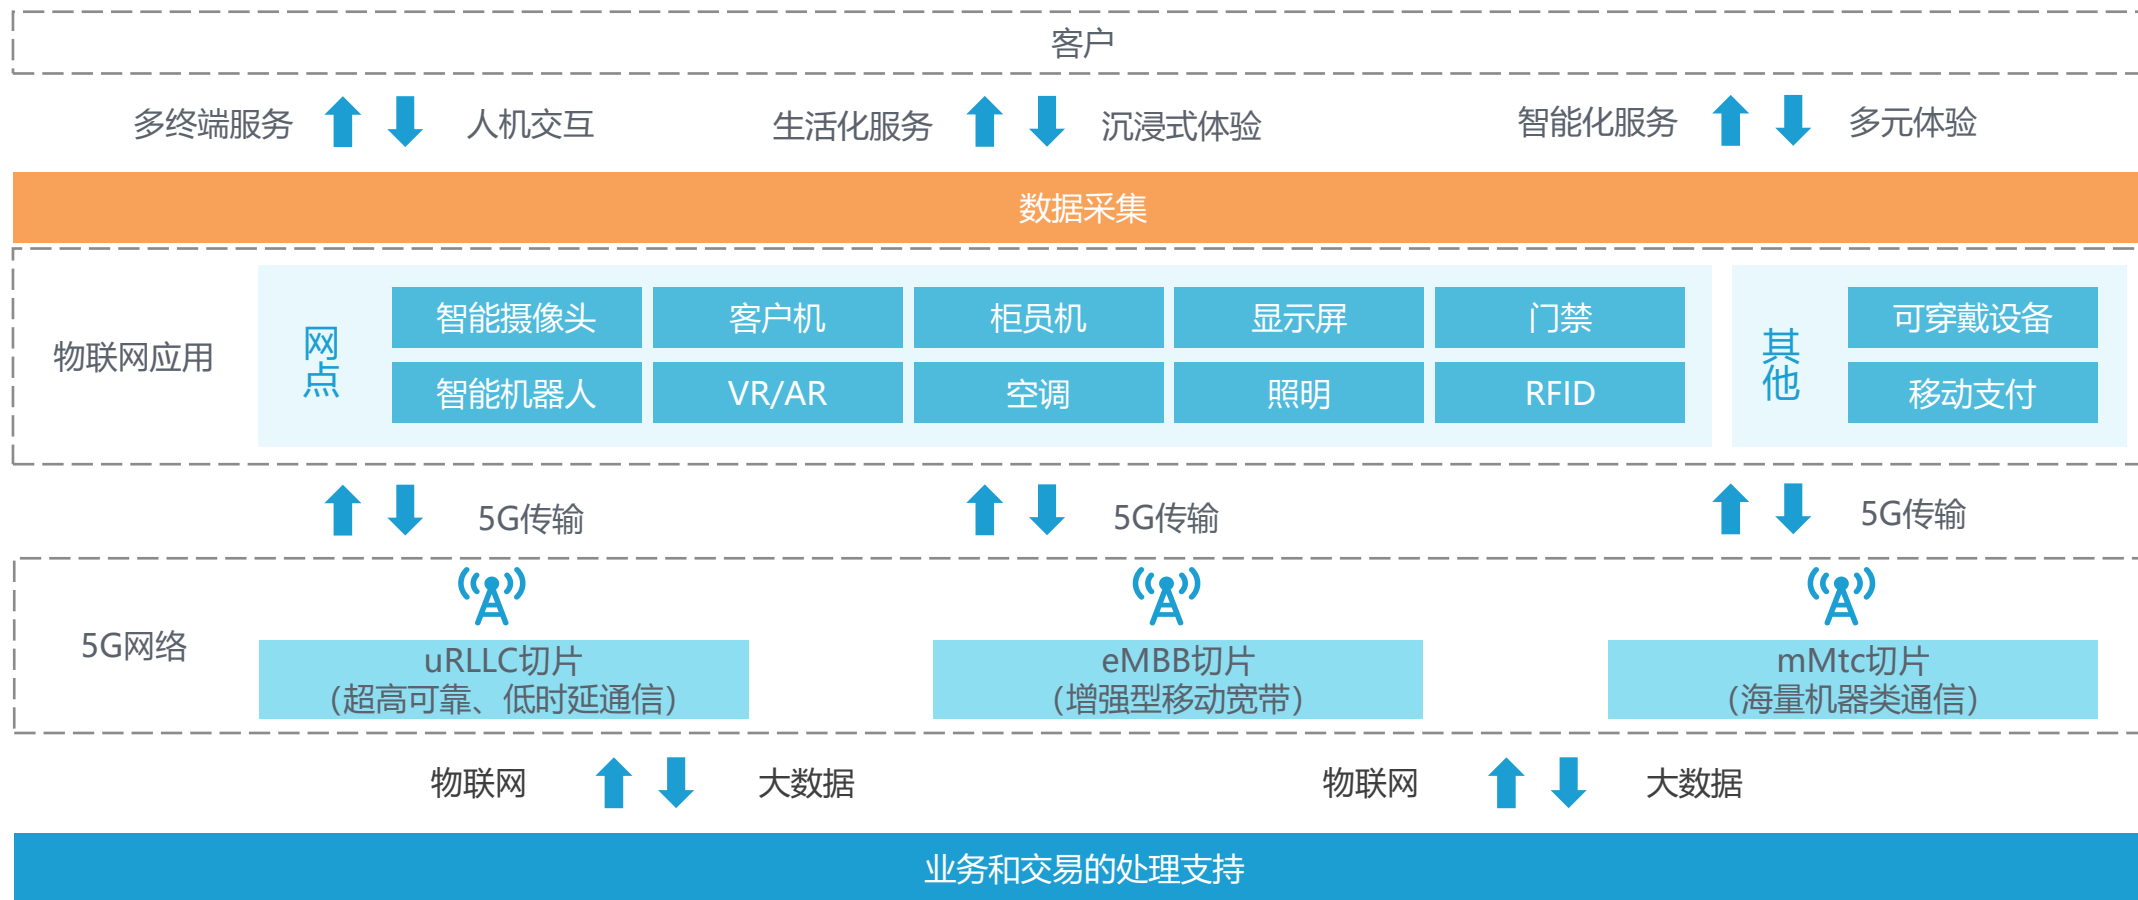 客户
多终端服务
人机交互
生活化服务
沉浸式体验
智能化服务
多元体验
数据采集
物联网应用
网点
智能摄像头
客户机
柜员机
显示屏
门禁
智能机器人
VR/AR
空调
照明
RFID
其他
可穿戴设备
移动支付
5G传输
5G传输
5G传输
5G网络
uRLLC切片
（超高可靠、低时延通信）
eMBB切片
（增强型移动宽带）
mMtc切片
（海量机器类通信）
物联网
大数据
物联网
大数据
业务和交易的处理支持